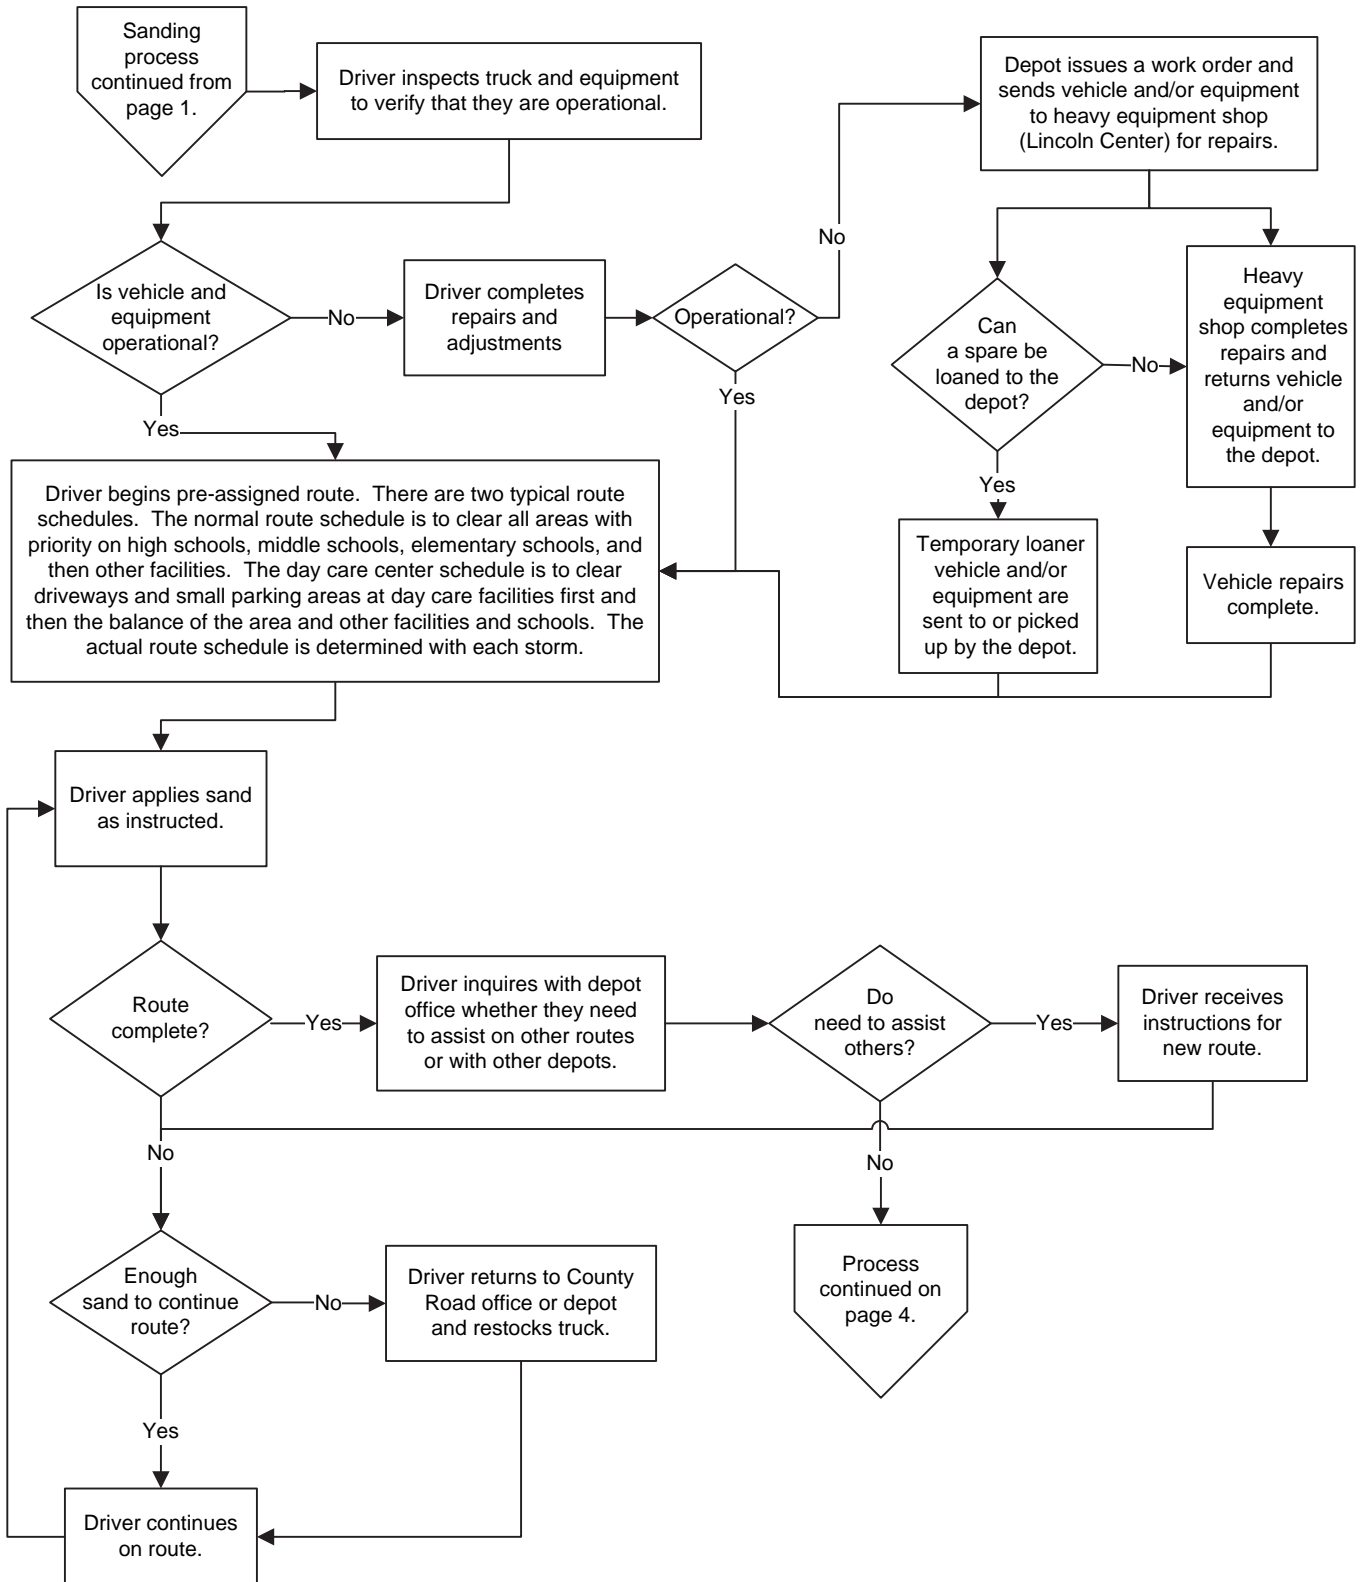 Sanding
process
continued from
page 1.
Driver inspects truck and equipment
to verify that they are operational.
Depot issues a work order and
sends vehicle and/or equipment
to heavy equipment shop
(Lincoln Center) for repairs.
Is vehicle and
equipment
operational?
No
Driver completes
repairs and
adjustments
Operational?
No
Yes
Can
a spare be
loaned to the
depot?
No
Heavy
equipment
shop completes
repairs and
returns vehicle
and/or
equipment to
the depot.
Yes
Yes
Driver begins pre-assigned route.  There are two typical route
schedules.  The normal route schedule is to clear all areas with
priority on high schools, middle schools, elementary schools, and
then other facilities.  The day care center schedule is to clear
driveways and small parking areas at day care facilities first and
then the balance of the area and other facilities and schools.  The
actual route schedule is determined with each storm.
Temporary loaner
vehicle and/or
equipment are
sent to or picked
up by the depot.
Vehicle repairs
complete.
Driver applies sand
as instructed.
Route
complete?
Yes
Driver inquires with depot
office whether they need
to assist on other routes
or with other depots.
Do
need to assist
others?
Yes
Driver receives
instructions for
new route.
No
No
Enough
sand to continue
route?
No
Driver returns to County
Road office or depot
and restocks truck.
Process
continued on
page 4.
Yes
Driver continues
on route.